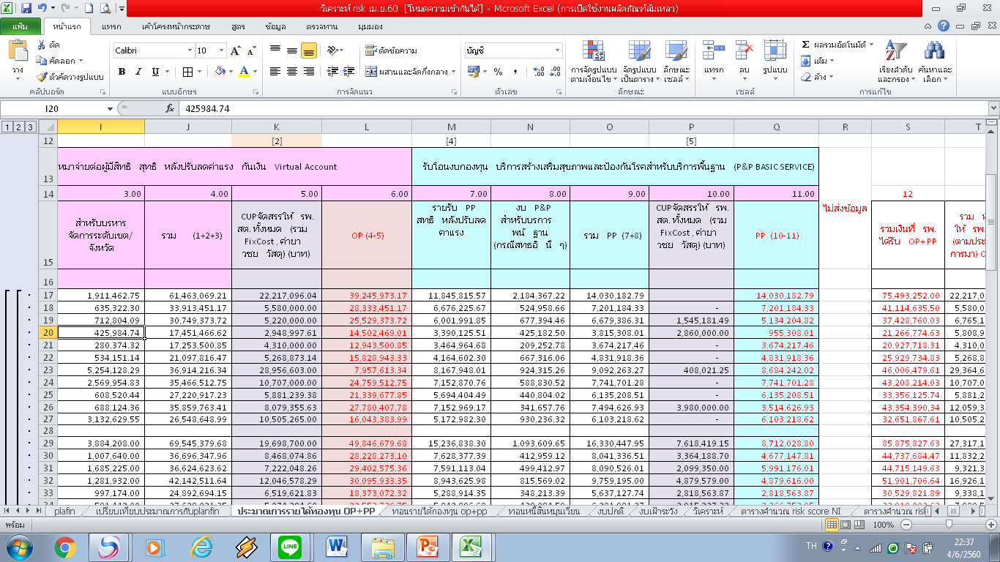 วิเคราะห์ risk เม.ย.60 [โหมดความเข้ากันได้] - Microsoft Excel (การเปิดใช้งานผลิตภัณฑ์ล้มเหลว)
แฟ้ม หน้าแรก แทรก เค้าโครงหน้ากระดาษ สูตร ข้อมูล ตรวจทาน มุมมอง
วาง ตัด คัดลอก ตัวคัดวางรูปแบบ คลิปบอร์ด
Calibri 10 แบบอักษร
ตัดข้อความ ผสานและจัดกึ่งกลาง การจัดแนว
บัญชี ตัวเลข
การจัดรูปแบบตามเงื่อนไข จัดรูปแบบเป็นตาราง ลักษณะเซลล์ ลักษณะ
แทรก ลบ รูปแบบ เซลล์
ผลรวมอัตโนมัติ เติม ล้าง เรียงลำดับและกรอง ค้นหาและเลือก การแก้ไข
I20 fx 425984.74
1 2 3 I J K L M N O P Q R S T
12 [2] [4] [5]
13 หมาจ่ายต่อผู้มีสิทธิ สุทธิ หลังปรับลดค่าแรง กันเงิน Virtual Account รับโอนงบกองทุน บริการสร้างเสริมสุขภาพและป้องกันโรคสำหรับบริการพื้นฐาน (P&P BASIC SERVICE)
14 3.00 4.00 5.00 6.00 7.00 8.00 9.00 10.00 11.00 12
ไม่ส่งข้อมูล
15 สำหรับบริหารจัดการระดับเขต/จังหวัด รวม (1+2+3) CUPจัดสรรให้ รพ.สต.ทั้งหมด (รวม FixCost , ค่ายา วชย วัสดุ) (บาท) OP (4-5) รายรับ PP สทธิ หลังปรับลดคาแรง งบ P&P สำหรับบรการ พน้ ฐาน (กรณีสทธอิ นื ๆ) รวม PP (7+8) CUPจัดสรรให้ รพ.สต.ทั้งหมด (รวม FixCost , ค่ายา วชย วัสดุ) (บาท) PP (10-11) รวมเงินที่ รพ.ได้รับ OP+PP
16
17 1,911,462.75 61,463,069.21 22,217,096.04 39,245,973.17 11,845,815.57 2,184,367.22 14,030,182.79 14,030,182.79 75,493,252.00 22,217,0
18 635,322.30 33,913,451.17 5,580,000.00 28,333,451.17 6,676,225.67 524,958.66 7,201,184.33 - 7,201,184.33 41,114,635.50 5,580,0
19 712,804.09 30,749,373.72 5,220,000.00 25,529,373.72 6,001,991.85 677,394.46 6,679,386.31 1,545,181.49 5,134,204.82 37,428,760.03 6,765,1
20 425,984.74 17,451,466.62 2,948,997.61 14,502,469.01 3,390,125.51 425,182.50 3,815,308.01 2,860,000.00 955,308.01 21,266,774.63 5,808,9
21 280,374.32 17,253,500.85 4,310,000.00 12,943,500.85 3,464,964.68 209,252.78 3,674,217.46 - 3,674,217.46 20,927,718.31 4,310,0
22 534,151.14 21,097,816.47 5,268,873.14 15,828,943.33 4,164,602.30 667,316.06 4,831,918.36 - 4,831,918.36 25,929,734.83 5,268,8
23 5,254,128.29 36,914,216.34 28,956,603.00 7,957,613.34 8,167,948.01 924,315.26 9,092,263.27 408,021.25 8,684,242.02 46,006,479.61 29,364,6
24 2,569,954.83 35,466,512.75 10,707,000.00 24,759,512.75 7,152,870.76 588,830.52 7,741,701.28 - 7,741,701.28 43,208,214.03 10,707,0
25 608,520.44 27,220,917.23 5,881,239.38 21,339,677.85 5,694,404.49 440,804.02 6,135,208.51 - 6,135,208.51 33,356,125.74 5,881,2
26 688,124.36 35,859,763.41 8,079,355.63 27,780,407.78 7,152,969.17 341,657.76 7,494,626.93 3,980,000.00 3,514,626.93 43,354,390.34 12,059,3
27 3,132,629.55 26,548,648.99 10,505,265.00 16,043,383.99 5,172,982.30 930,236.32 6,103,218.62 - 6,103,218.62 32,651,867.61 10,505,2
28
29 3,884,208.00 69,545,379.68 19,698,700.00 49,846,679.68 15,236,838.30 1,093,609.65 16,330,447.95 7,618,419.15 8,712,028.80 85,875,827.63 27,317,1
30 1,007,640.00 36,696,347.96 8,468,074.86 28,228,273.10 7,628,377.39 412,959.12 8,041,336.51 3,364,188.70 4,677,147.81 44,737,684.47 11,832,2
31 1,685,225.00 36,624,623.62 7,222,048.26 29,402,575.36 7,591,113.04 499,412.97 8,090,526.01 2,099,350.00 5,991,176.01 44,715,149.63 9,321,3
32 1,281,932.00 42,142,511.64 12,046,578.29 30,095,933.35 8,943,625.98 815,569.02 9,759,195.00 4,879,579.00 4,879,616.00 51,901,706.64 16,926,1
33 997,174.00 24,892,694.15 6,519,621.83 18,373,072.32 5,288,914.35 348,213.39 5,637,127.74 2,818,563.87 2,818,563.87 30,529,821.89 9,338,1
plafin เปรียบเทียบประมาณการกับplanfin ประมาณการรายได้กองทุน OP+PP ทอนรายได้กองทุน op+pp ทอนหนี้สินหมุนเวียน งบปกติ งบเฝ้าระวัง วิเคราะห์ ตารางคำนวณ risk score NI ตารางคำนวณ risk
พร้อม 100%
TH 22:37
4/6/2560